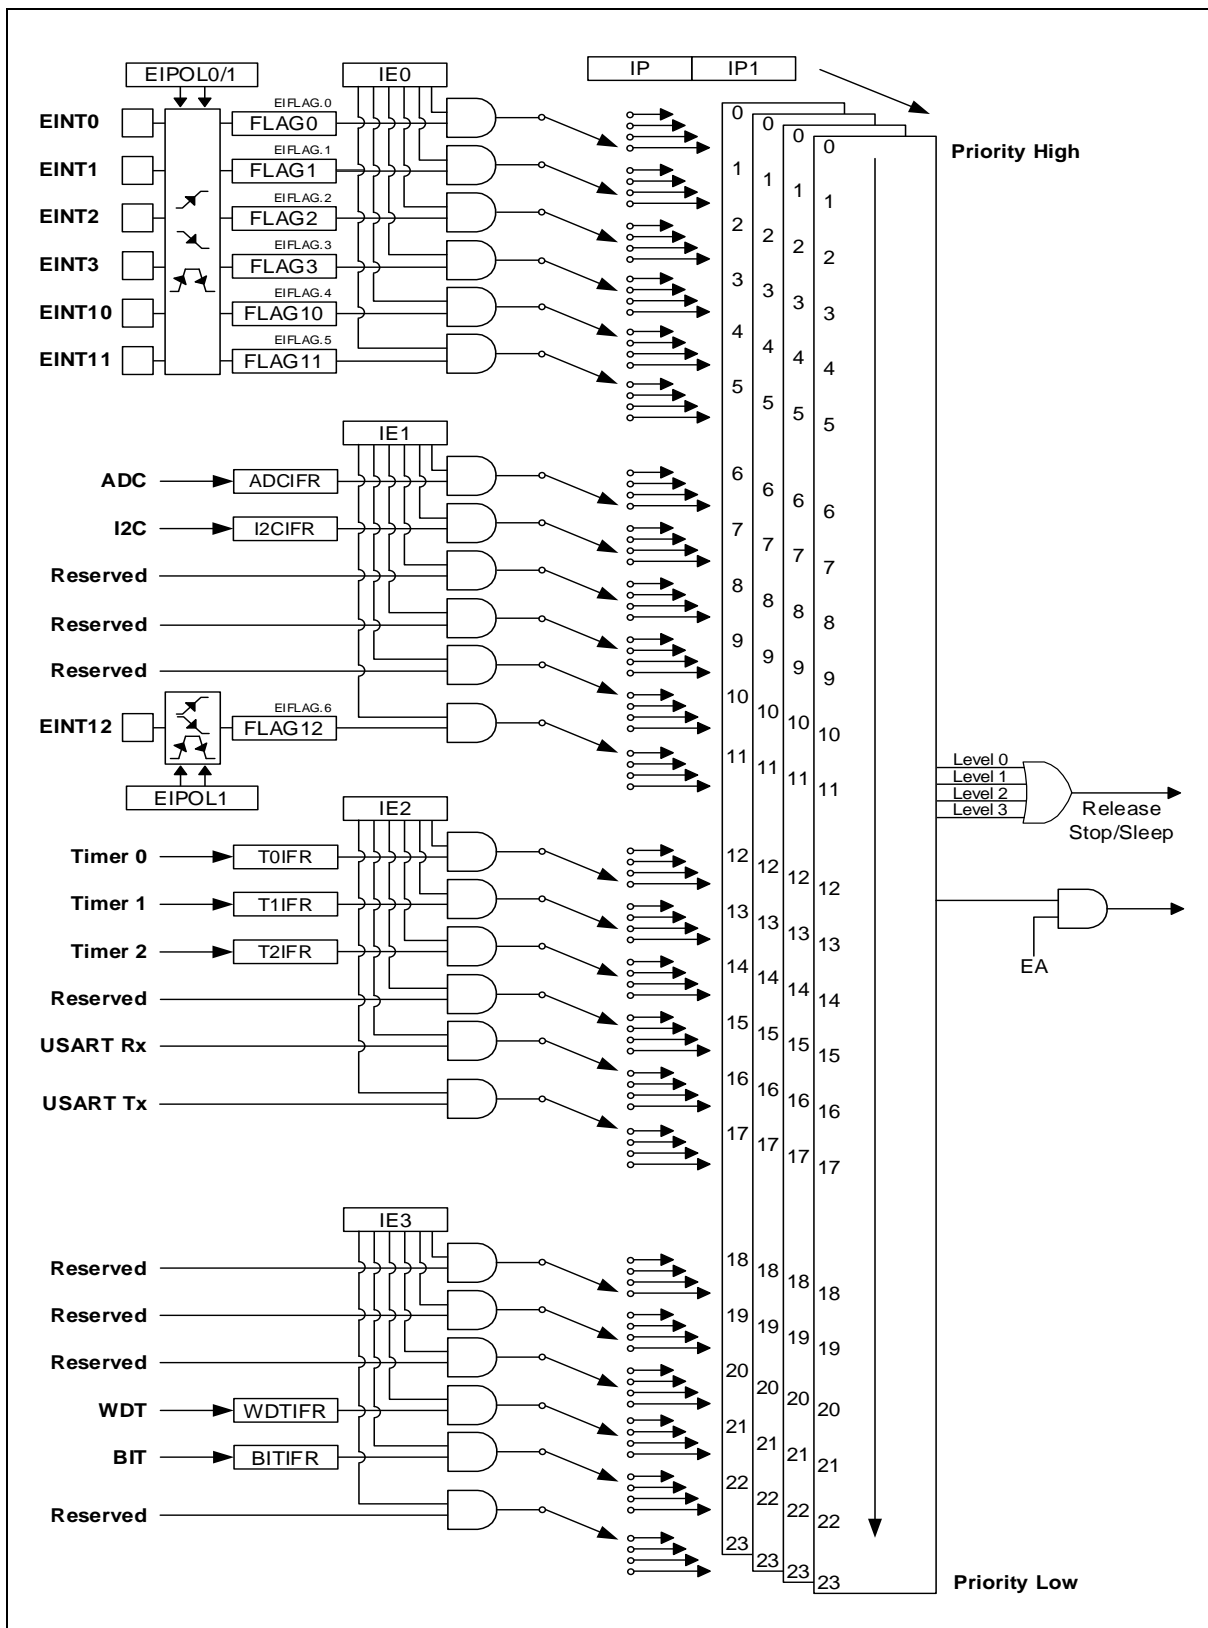 EIPOL0/1
IE0
IP IP1
EINT0
EIFLAG.0
FLAG0
EINT1
EIFLAG.1
FLAG1
EINT2
EIFLAG.2
FLAG2
EINT3
EIFLAG.3
FLAG3
EINT10
EIFLAG.4
FLAG10
EINT11
EIFLAG.5
FLAG11
IE1
ADC ADCIFR
I2C I2CIFR
Reserved
Reserved
Reserved
EINT12
EIFLAG.6
FLAG12
EIPOL1
IE2
Timer 0 T0IFR
Timer 1 T1IFR
Timer 2 T2IFR
Reserved
USART Rx
USART Tx
IE3
Reserved
Reserved
Reserved
WDT WDTIFR
BIT BITIFR
Reserved
0 0 0 0
1 1 1 1
2 2 2 2
3 3 3 3
4 4 4 4
5 5 5 5
6 6 6 6
7 7 7 7
8 8 8 8
9 9 9 9
10 10 10 10
11 11 11 11
12 12 12 12
13 13 13 13
14 14 14 14
15 15 15 15
16 16 16 16
17 17 17 17
18 18 18 18
19 19 19 19
20 20 20 20
21 21 21 21
22 22 22 22
23 23 23 23
Priority High
Level 0
Level 1
Level 2
Level 3
Release
Stop/Sleep
EA
Priority Low